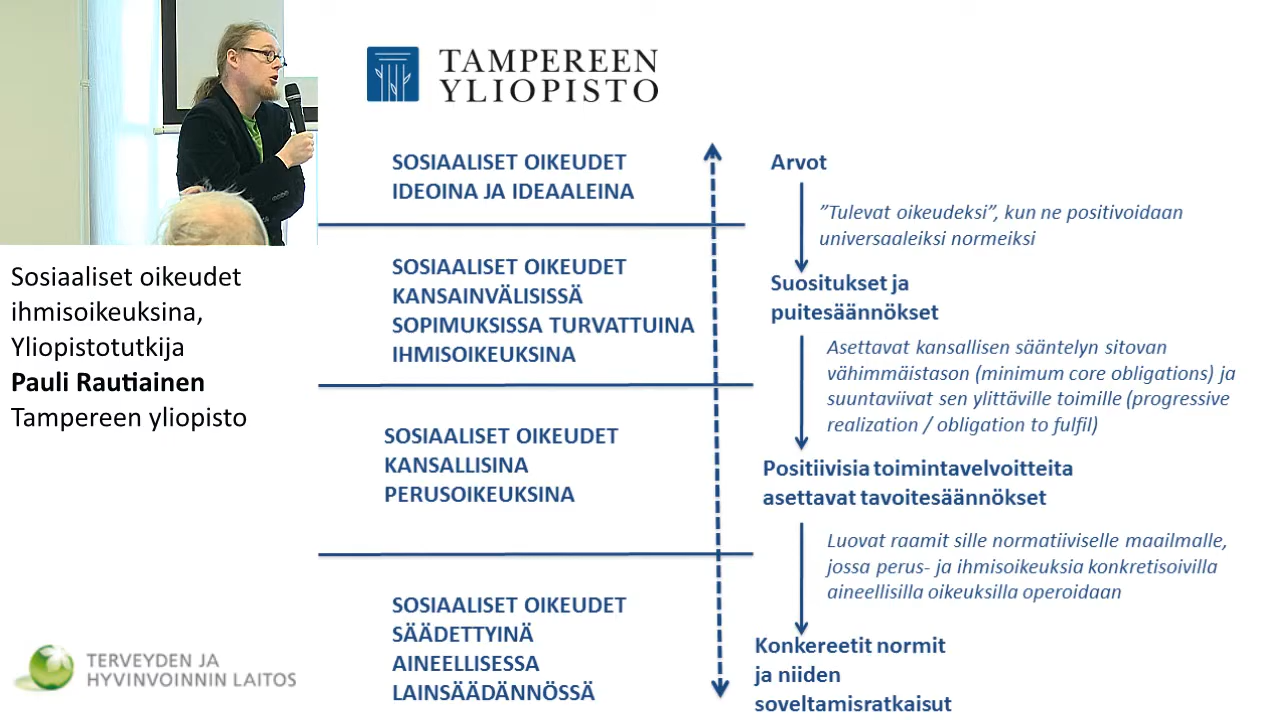 TAMPEREEN
YLIOPISTO
Sosiaaliset oikeudet
ihmisoikeuksina,
Yliopistotutkija
Pauli Rautiainen
Tampereen yliopisto
SOSIAALISET OIKEUDET
IDEOINA JA IDEAALEINA
Arvot
”Tulevat oikeudeksi”, kun ne positivoidaan
universaaleiksi normeiksi
SOSIAALISET OIKEUDET
KANSAINVÄLISISSÄ
SOPIMUKSISSA TURVATTUINA
IHMISOIKEUKSINA
Suositukset ja
puitesäännökset
Asettavat kansallisen sääntelyn sitovan
vähimmäistason (minimum core obligations) ja
suuntaviivat sen ylittäville toimille (progressive
realization / obligation to fulfil)
SOSIAALISET OIKEUDET
KANSALLISINA
PERUSOIKEUKSINA
Positiivisia toimintavelvoitteita
asettavat tavoitesäännökset
Luovat raamit sille normatiiviselle maailmalle,
jossa perus- ja ihmisoikeuksia konkretisoivilla
aineellisilla oikeuksilla operoidaan
SOSIAALISET OIKEUDET
SÄÄDETTYINÄ
AINEELLISESSA
LAINSÄÄDÄNNÖSSÄ
Konkereetit normit
ja niiden
soveltamisratkaisut
TERVEYDEN JA
HYVINVOINNIN LAITOS